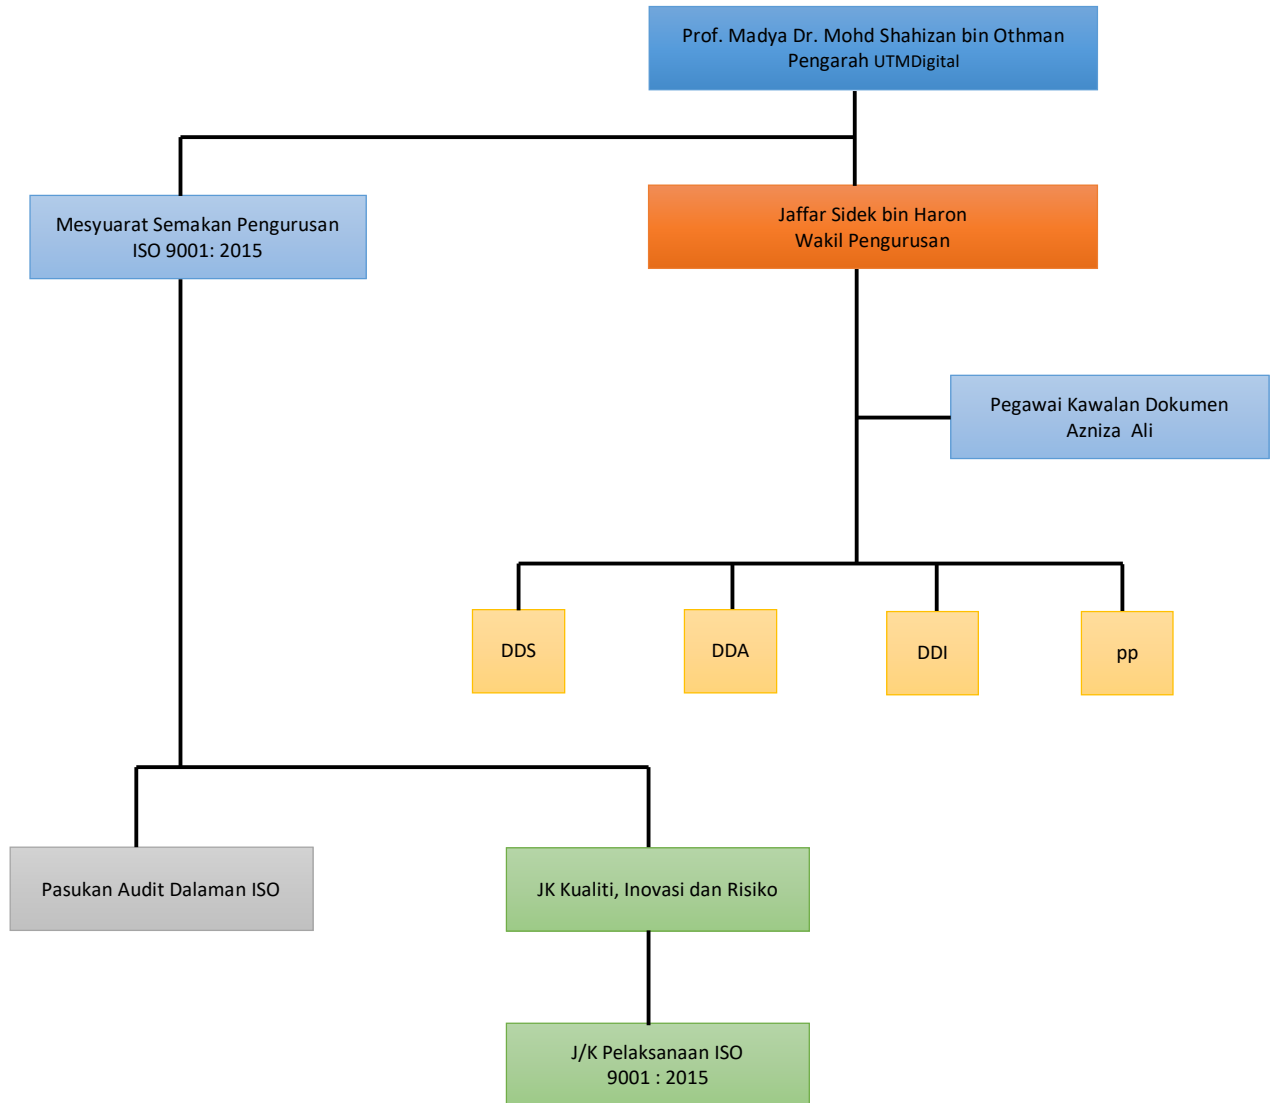 Prof. Madya Dr. Mohd Shahizan bin Othman
Pengarah UTMDigital
Mesyuarat Semakan Pengurusan
ISO 9001: 2015
Jaffar Sidek bin Haron
Wakil Pengurusan
Pegawai Kawalan Dokumen
Azniza Ali
DDS
DDA
DDI
pp
Pasukan Audit Dalaman ISO
JK Kualiti, Inovasi dan Risiko
J/K Pelaksanaan ISO
9001 : 2015